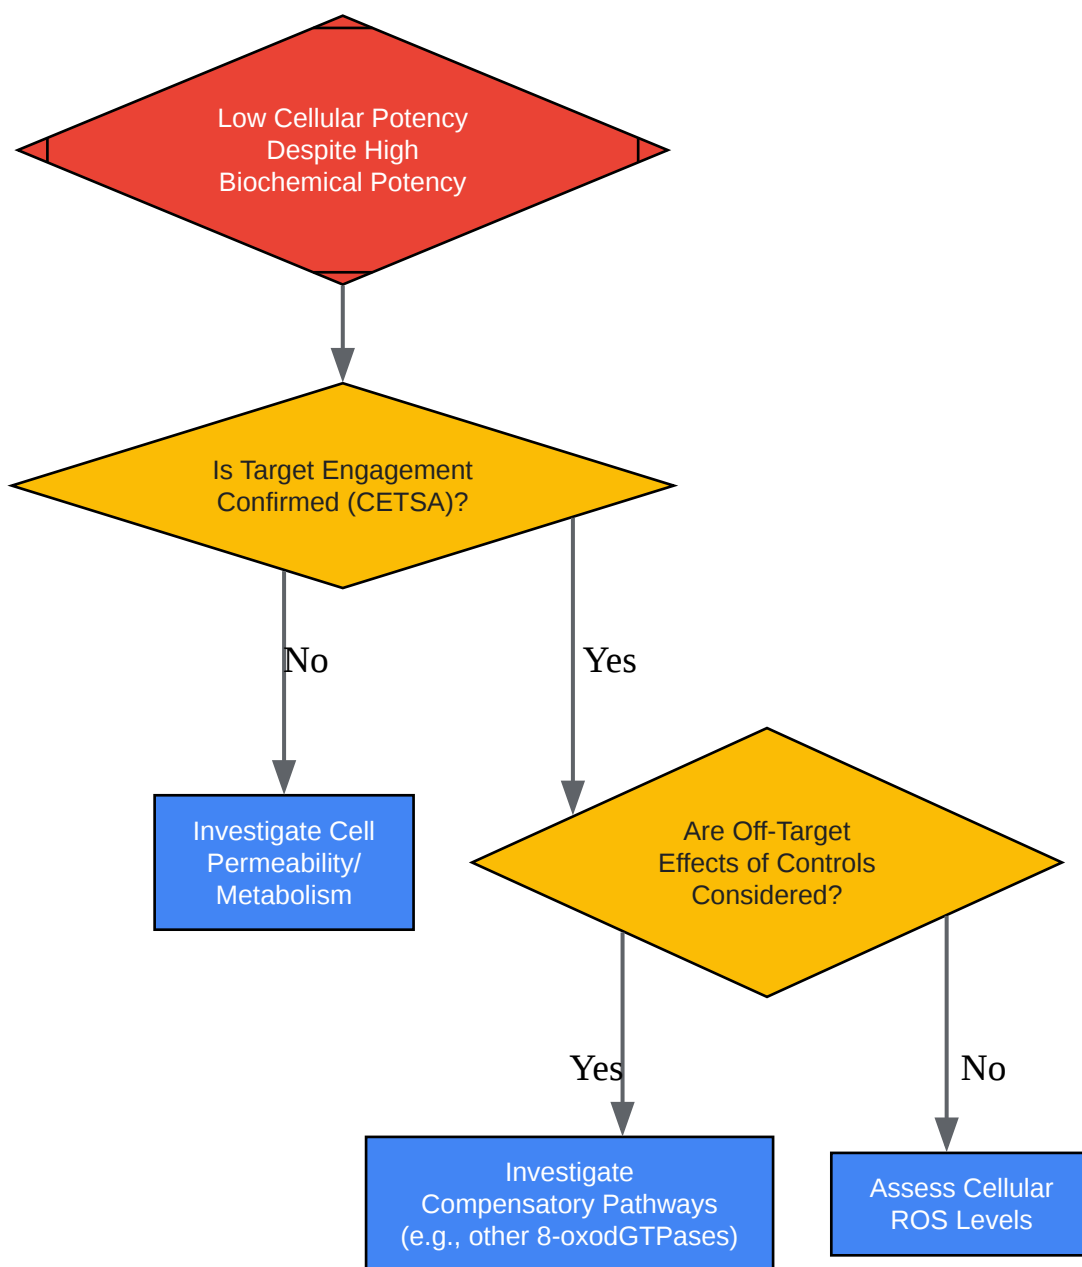 Low Cellular Potency
Despite High
Biochemical Potency
Is Target Engagement
Confirmed (CETSA)?
No
Yes
Investigate Cell
Permeability/
Metabolism
Are Off-Target
Effects of Controls
Considered?
Yes
No
Investigate
Compensatory Pathways
(e.g., other 8-oxodGTPases)
Assess Cellular
ROS Levels